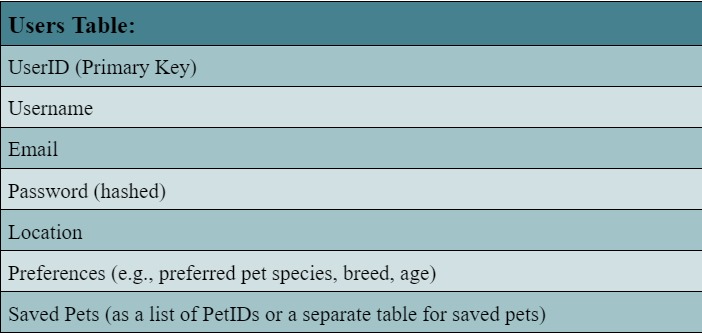 Users Table:
UserID (Primary Key)
Username
Email
Password (hashed)
Location
Preferences (e.g., preferred pet species, breed, age)
Saved Pets (as a list of PetIDs or a separate table for saved pets)